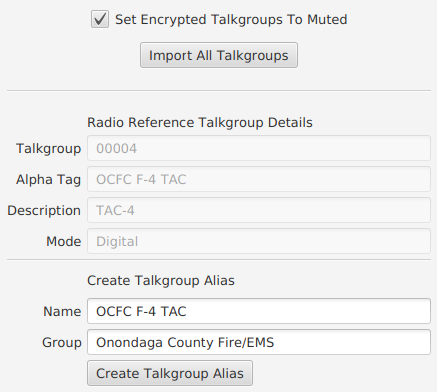 Set Encrypted Talkgroups To Muted
Import All Talkgroups
Radio Reference Talkgroup Details
Talkgroup 00004
Alpha Tag OCFC F-4 TAC
Description TAC-4
Mode Digital
Create Talkgroup Alias
Name OCFC F-4 TAC
Group Onondaga County Fire/EMS
Create Talkgroup Alias